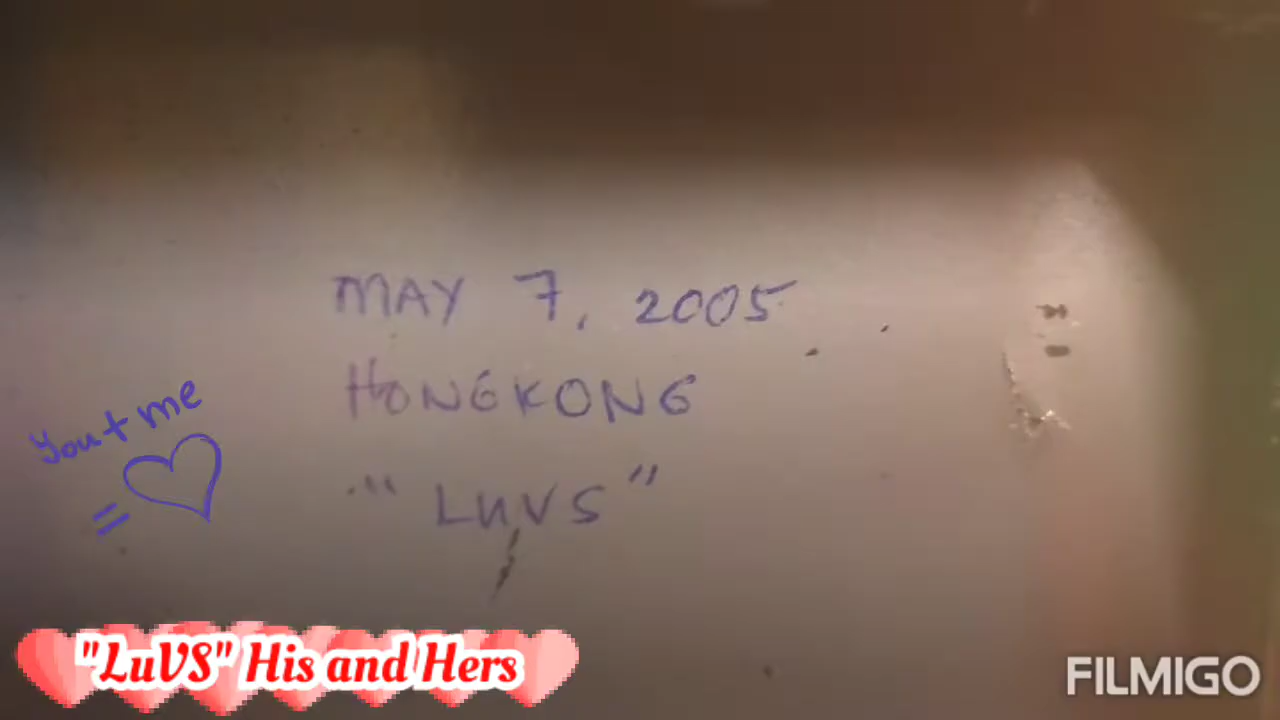 MAY 7, 2005
HONGKONG
"LUVS"
You + me
=
"LuVS" His and Hers
FILMIGO